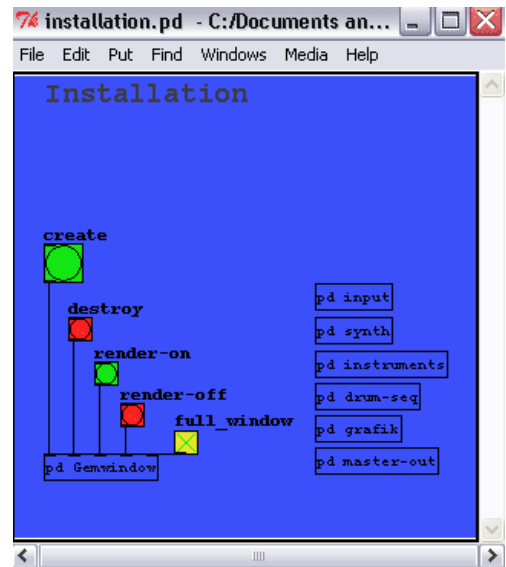 7% installation.pd - C:/Documents an...
File Edit Put Find Windows Media Help
Installation
create
destroy
render-on
render-off
full_window
pd Gemwindow
pd input
pd synth
pd instruments
pd drum-seq
pd grafik
pd master-out